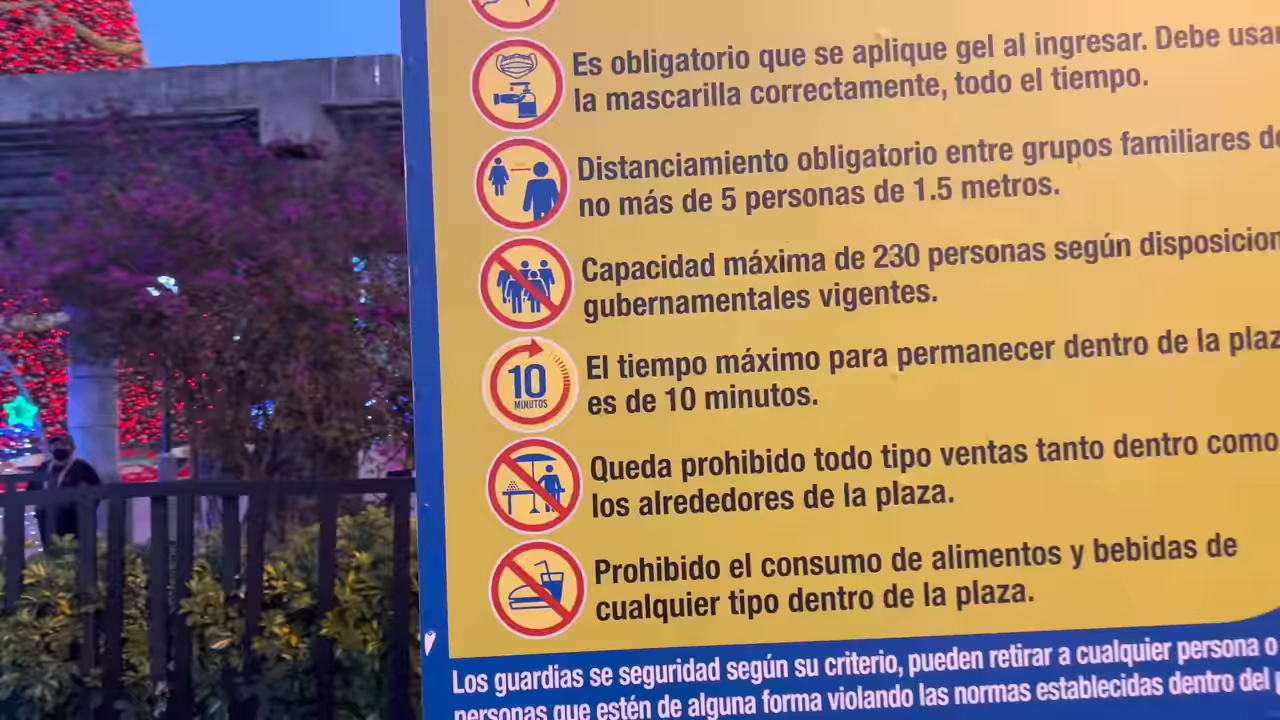 Es obligatorio que se aplique gel al ingresar. Debe usar
la mascarilla correctamente, todo el tiempo.
Distanciamiento obligatorio entre grupos familiares de
no más de 5 personas de 1.5 metros.
Capacidad máxima de 230 personas según disposicion
gubernamentales vigentes.
10
MINUTOS
El tiempo máximo para permanecer dentro de la plaz
es de 10 minutos.
Queda prohibido todo tipo ventas tanto dentro como
los alrededores de la plaza.
Prohibido el consumo de alimentos y bebidas de
cualquier tipo dentro de la plaza.
Los guardias se seguridad según su criterio, pueden retirar a cualquier persona o
personas que estén de alguna forma violando las normas establecidas dentro del